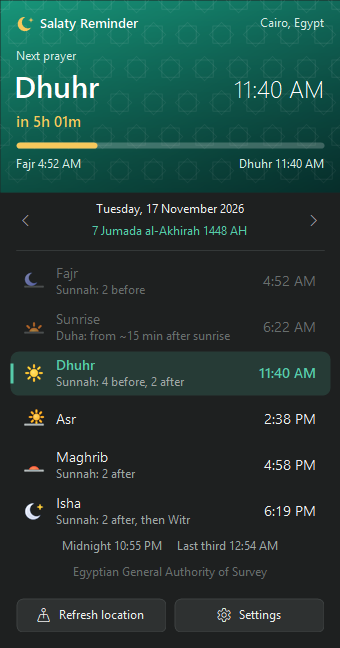 Salaty Reminder
Cairo, Egypt
Next prayer
Dhuhr
11:40 AM
in 5h 01m
Fajr 4:52 AM
Dhuhr 11:40 AM
Tuesday, 17 November 2026
7 Jumada al-Akhirah 1448 AH
Fajr
Sunnah: 2 before
4:52 AM
Sunrise
Duha: from ~15 min after sunrise
6:22 AM
Dhuhr
Sunnah: 4 before, 2 after
11:40 AM
Asr
2:38 PM
Maghrib
Sunnah: 2 after
4:58 PM
Isha
Sunnah: 2 after, then Witr
6:19 PM
Midnight 10:55 PM Last third 12:54 AM
Egyptian General Authority of Survey
Refresh location
Settings